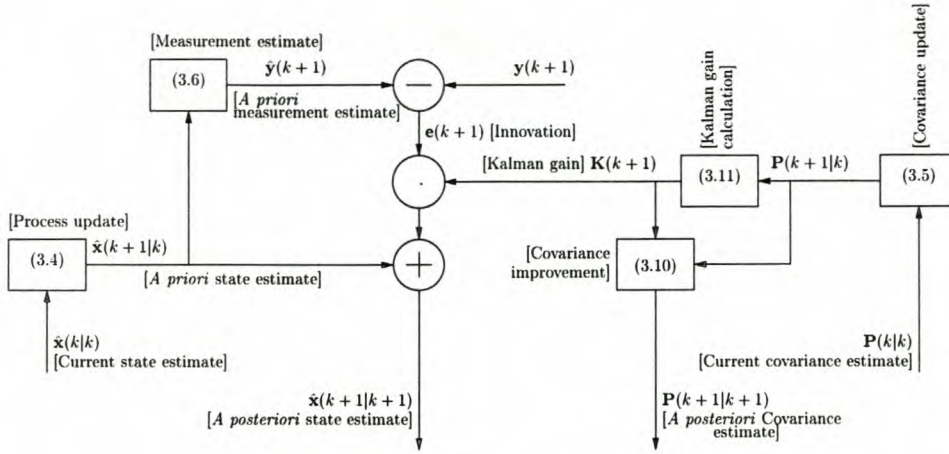 [Measurement estimate]
(3.6)
ŷ(k+1)
[A priori
measurement estimate]
−
y(k+1)
e(k+1) [Innovation]
·
[Kalman gain] K(k+1)
[Kalman gain
calculation]
(3.11)
P(k+1|k)
[Covariance update]
(3.5)
[Process update]
(3.4)
x̂(k+1|k)
[A priori state estimate]
+
[Covariance
improvement]
(3.10)
x̂(k|k)
[Current state estimate]
P(k|k)
[Current covariance estimate]
x̂(k+1|k+1)
[A posteriori state estimate]
P(k+1|k+1)
[A posteriori Covariance
estimate]